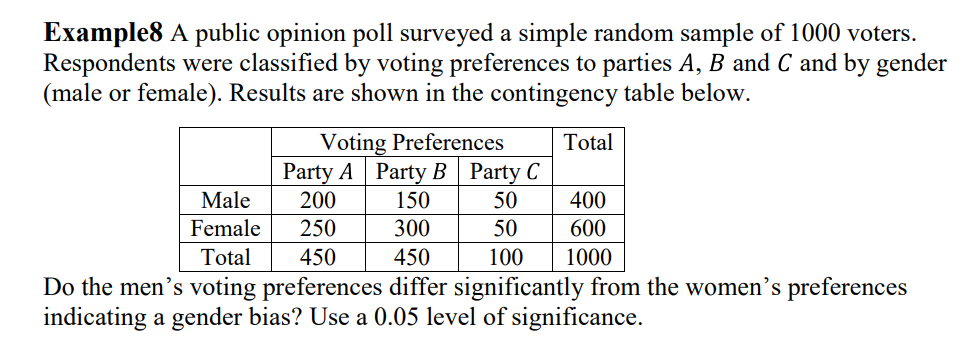 Example8 A public opinion poll surveyed a simple random sample of 1000 voters.
Respondents were classified by voting preferences to parties A, B and C and by gender
(male or female). Results are shown in the contingency table below.
Voting Preferences Total
Party A Party B Party C
Male 200 150 50 400
Female 250 300 50 600
Total 450 450 100 1000
Do the men's voting preferences differ significantly from the women's preferences
indicating a gender bias? Use a 0.05 level of significance.